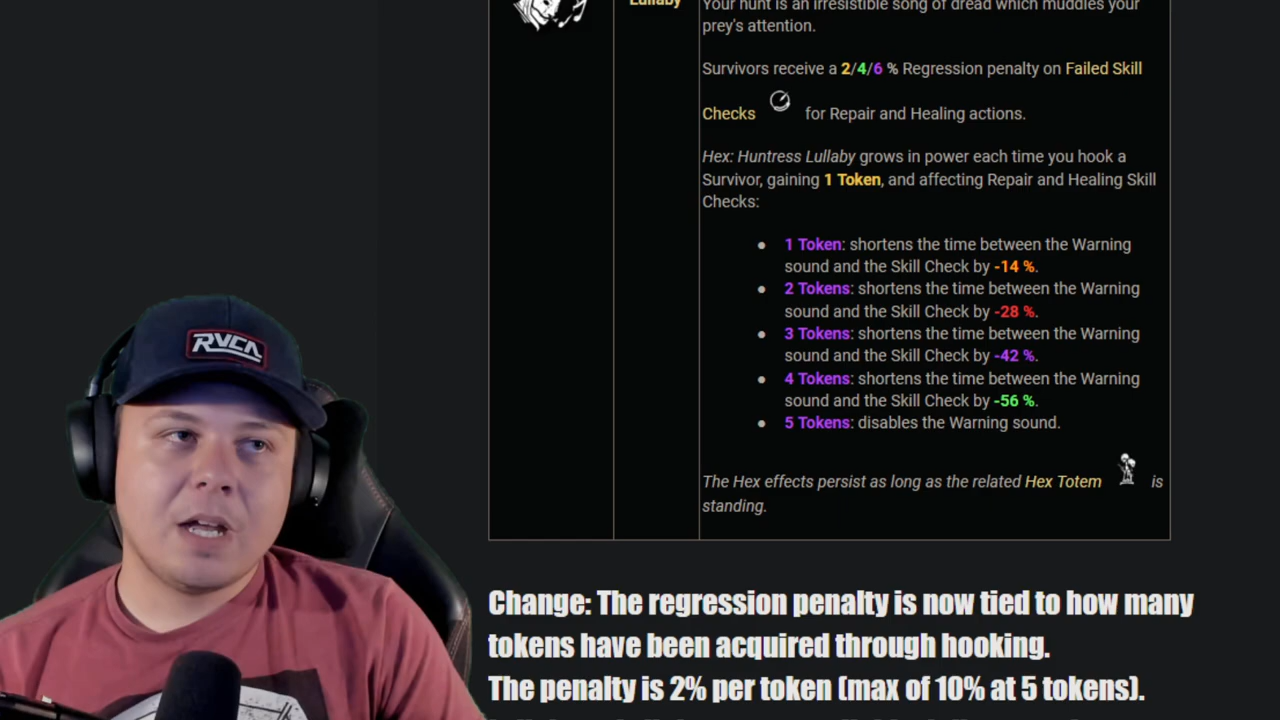 Lullaby
Your hunt is an irresistible song of dread which muddles your
prey's attention.
Survivors receive a 2/4/6 % Regression penalty on Failed Skill
Checks for Repair and Healing actions.
Hex: Huntress Lullaby grows in power each time you hook a
Survivor, gaining 1 Token, and affecting Repair and Healing Skill
Checks:
● 1 Token: shortens the time between the Warning
sound and the Skill Check by -14 %.
● 2 Tokens: shortens the time between the Warning
sound and the Skill Check by -28 %.
● 3 Tokens: shortens the time between the Warning
sound and the Skill Check by -42 %.
● 4 Tokens: shortens the time between the Warning
sound and the Skill Check by -56 %.
● 5 Tokens: disables the Warning sound.
The Hex effects persist as long as the related Hex Totem is
standing.
RVCA
Change: The regression penalty is now tied to how many
tokens have been acquired through hooking.
The penalty is 2% per token (max of 10% at 5 tokens).